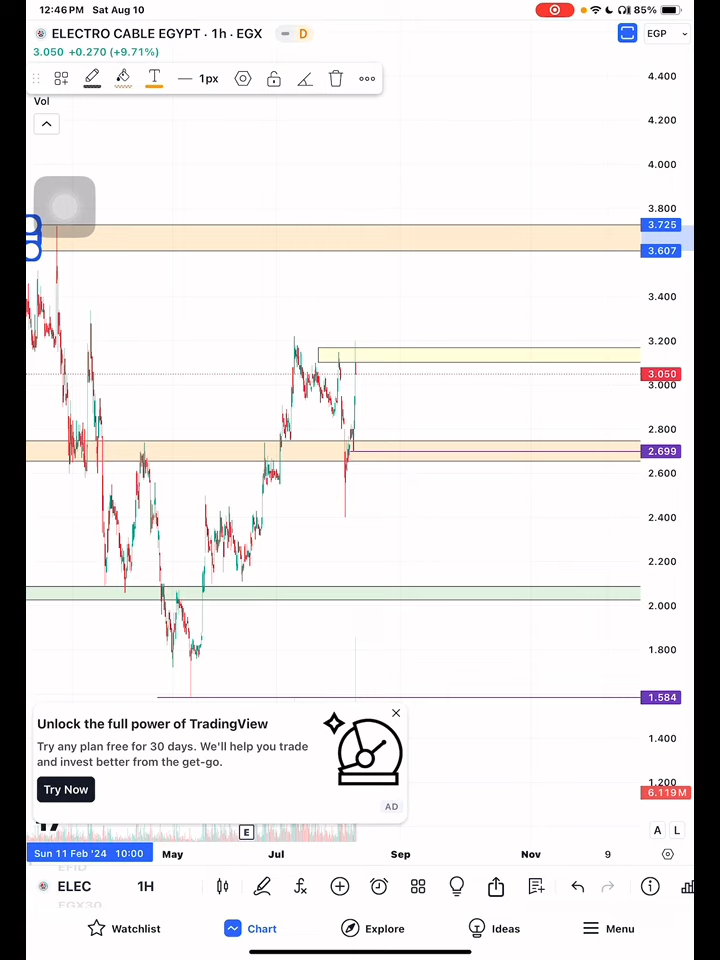 12:46 PM Sat Aug 10
85%
ELECTRO CABLE EGYPT · 1h · EGX
D
EGP
3.050 +0.270 (+9.71%)
1px
Vol
4.400
4.200
4.000
3.800
3.725
3.607
3.400
3.200
3.050
3.000
2.800
2.699
2.600
2.400
2.200
2.000
1.800
1.584
1.400
1.200
6.119M
Unlock the full power of TradingView
Try any plan free for 30 days. We'll help you trade
and invest better from the get-go.
Try Now
AD
E
A L
Sun 11 Feb '24 10:00
May Jul Sep Nov 9
EFID
ELEC 1H
EGX30
Watchlist Chart Explore Ideas Menu